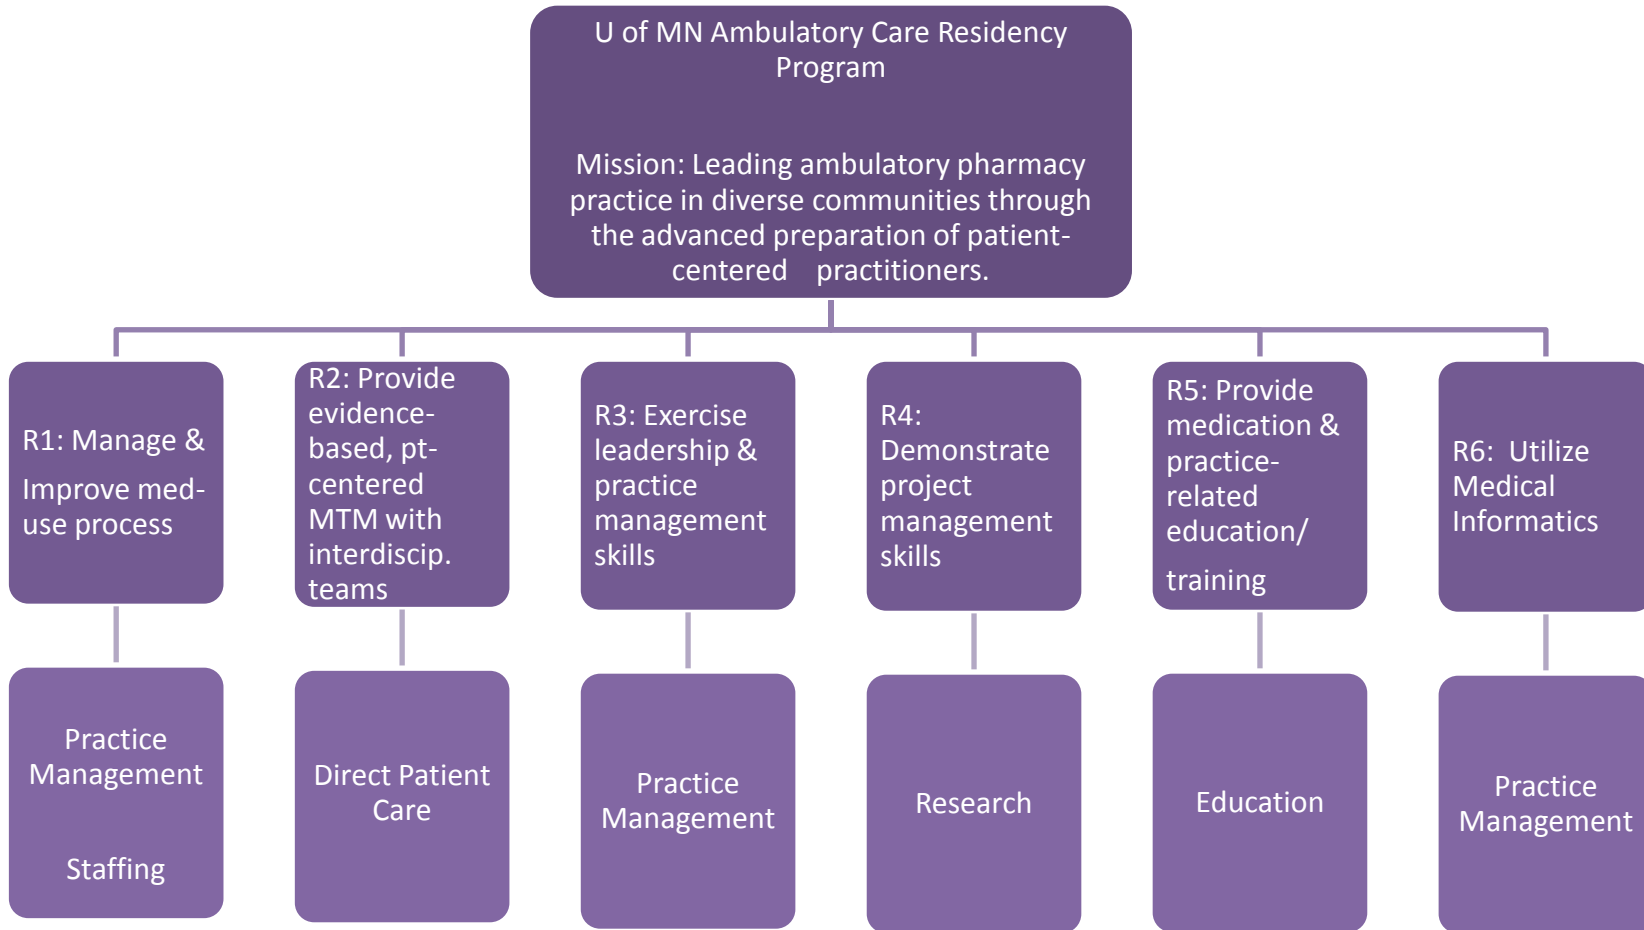 U of MN Ambulatory Care Residency
Program
Mission: Leading ambulatory pharmacy
practice in diverse communities through
the advanced preparation of patient-
centered practitioners.
R1: Manage &
Improve med-
use process
R2: Provide
evidence-
based, pt-
centered
MTM with
interdiscip.
teams
R3: Exercise
leadership &
practice
management
skills
R4:
Demonstrate
project
management
skills
R5: Provide
medication &
practice-
related
education/
training
R6: Utilize
Medical
Informatics
Practice
Management
Staffing
Direct Patient
Care
Practice
Management
Research
Education
Practice
Management